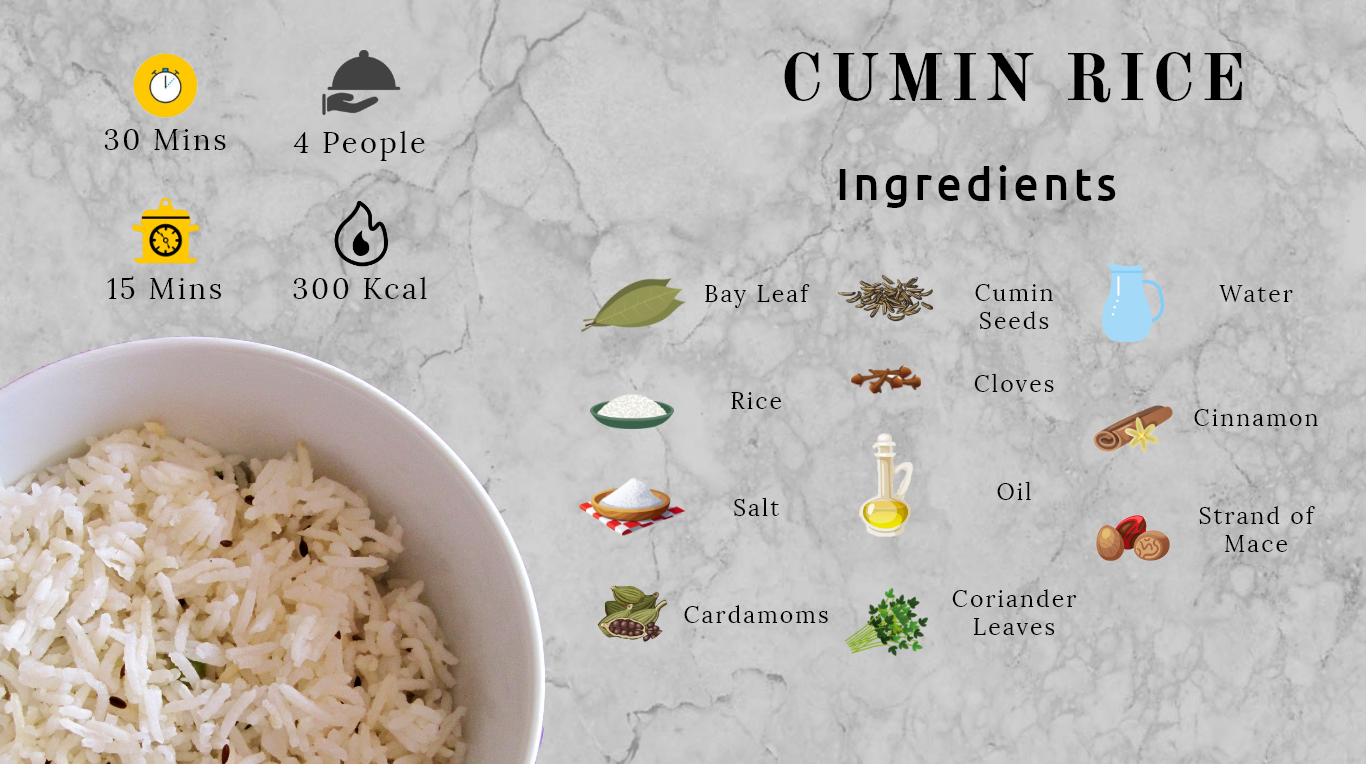 CUMIN RICE
30 Mins
4 People
15 Mins
300 Kcal
Ingredients
Bay Leaf
Rice
Salt
Cardamoms
Cumin
Seeds
Cloves
Oil
Coriander
Leaves
Water
Cinnamon
Strand of
Mace